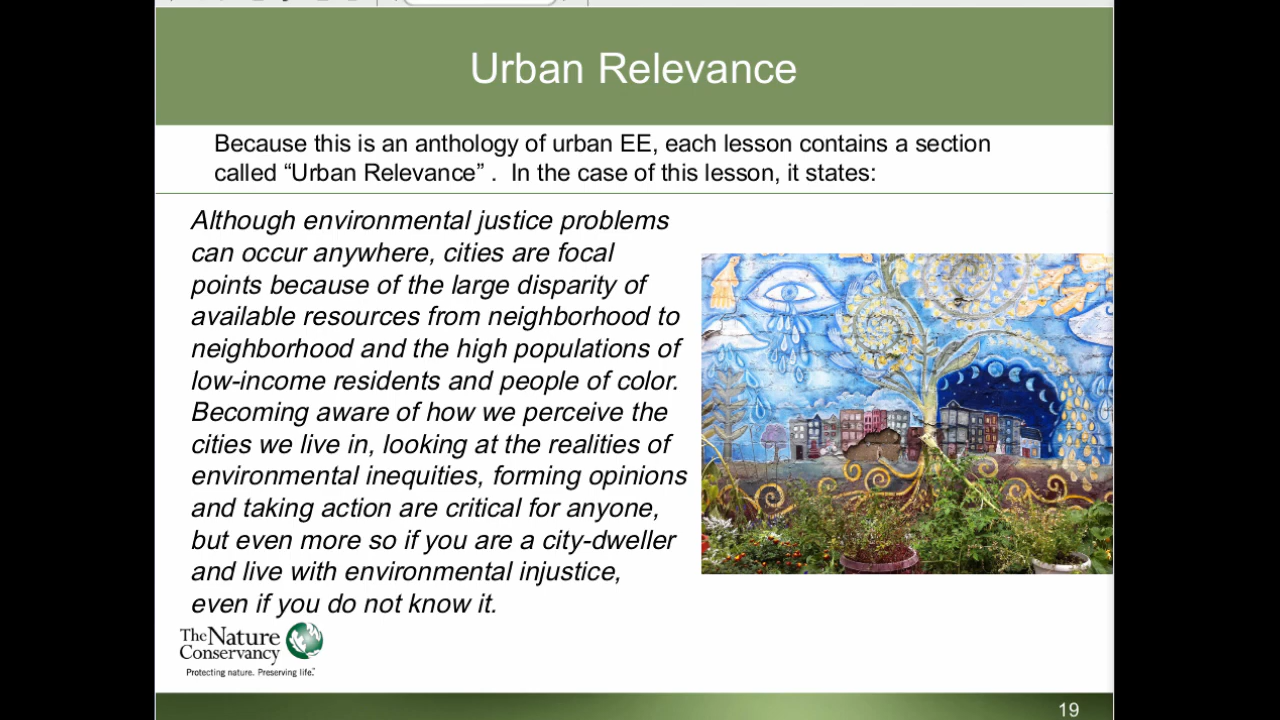 Urban Relevance
Because this is an anthology of urban EE, each lesson contains a section
called “Urban Relevance” .  In the case of this lesson, it states:
Although environmental justice problems
can occur anywhere, cities are focal
points because of the large disparity of
available resources from neighborhood to
neighborhood and the high populations of
low-income residents and people of color.
Becoming aware of how we perceive the
cities we live in, looking at the realities of
environmental inequities, forming opinions
and taking action are critical for anyone,
but even more so if you are a city-dweller
and live with environmental injustice,
even if you do not know it.
The Nature
Conservancy
Protecting nature. Preserving life.™
19